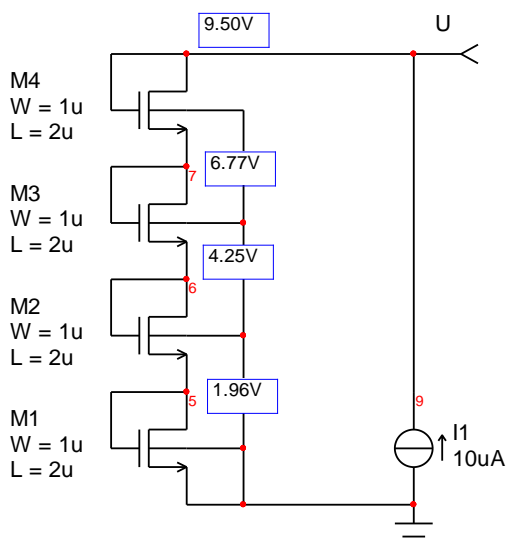 9.50V
U
M4
W = 1u
L = 2u
7
6.77V
M3
W = 1u
L = 2u
6
4.25V
M2
W = 1u
L = 2u
5
1.96V
9
M1
W = 1u
L = 2u
I1
10uA